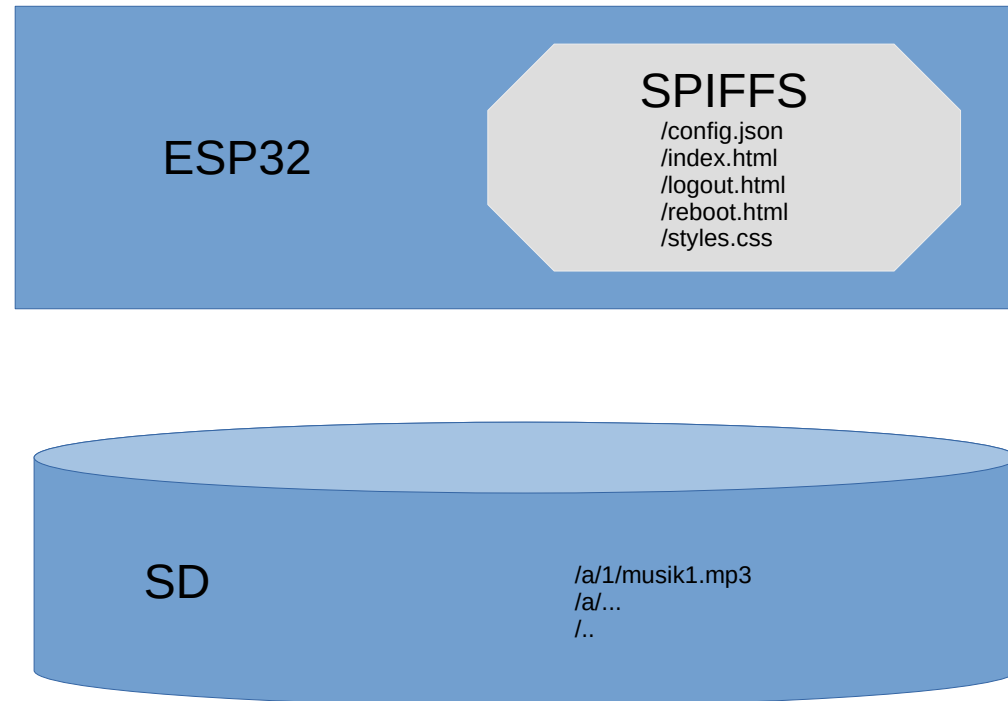 SPIFFS
/config.json
/index.html
/logout.html
/reboot.html
/styles.css
ESP32
SD
/a/1/musik1.mp3
/a/...
/..